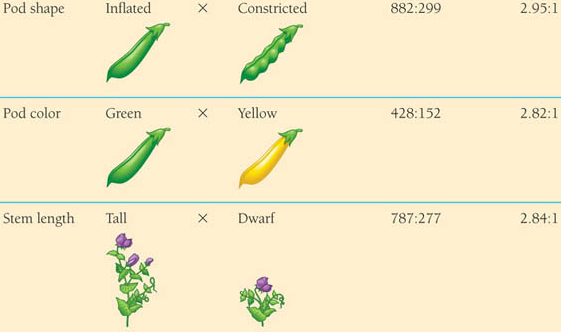 Pod shape Inflated × Constricted 882:299 2.95:1
Pod color Green × Yellow 428:152 2.82:1
Stem length Tall × Dwarf 787:277 2.84:1